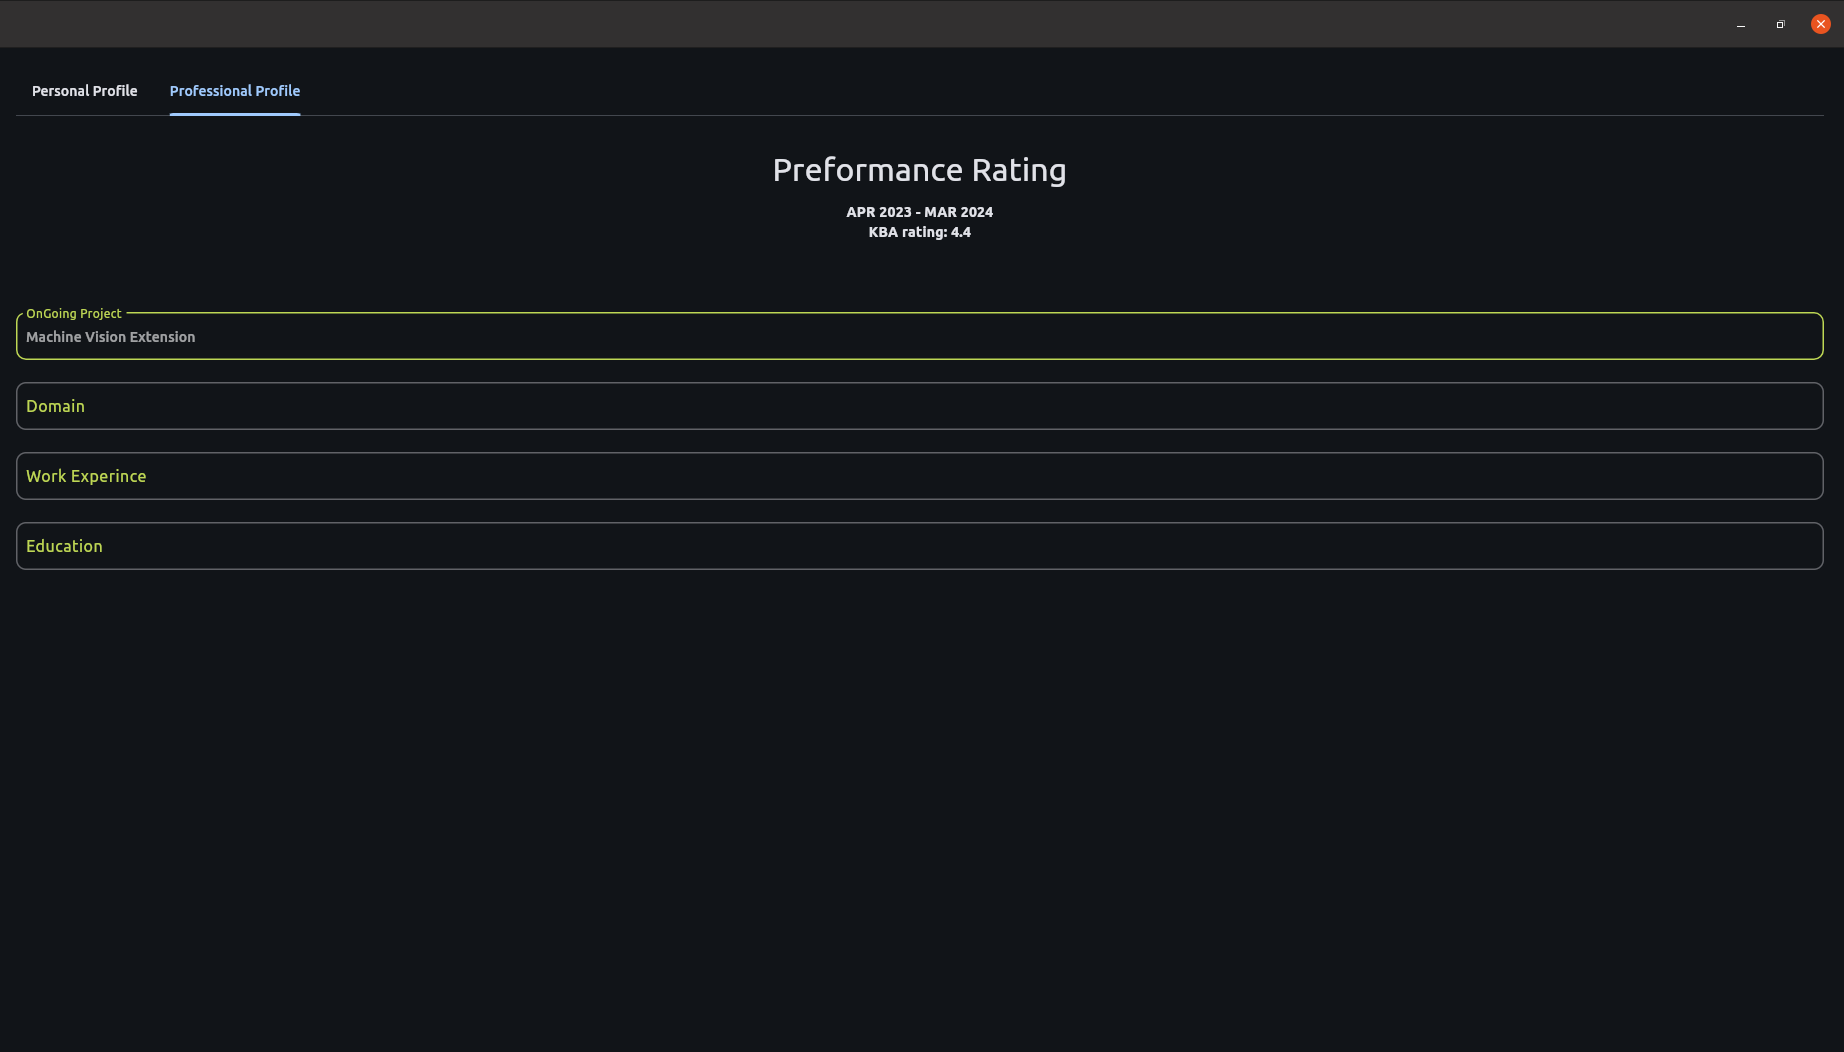 Personal Profile Professional Profile
Preformance Rating
APR 2023 - MAR 2024
KBA rating: 4.4
OnGoing Project
Machine Vision Extension
Domain
Work Experince
Education